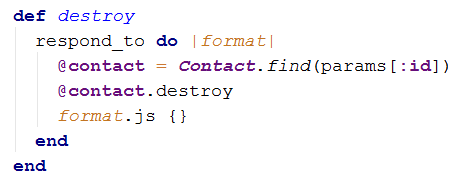 def destroy
  respond_to do |format|
    @contact = Contact.find(params[:id])
    @contact.destroy
    format.js {}
  end
end